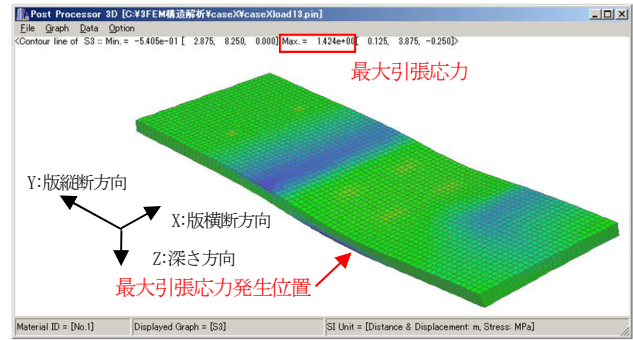 Post Processor 3D [C:¥3FEM構造解析¥caseX¥caseXload13.pin]
File Graph Data Option
<Contour line of S3 :: Min. = -5.405e-01 [ 2.875, 8.250, 0.000] Max. = 1.424e+00[ 0.125, 3.875, -0.250]>
最大引張応力
Y:版縦断方向
X:版横断方向
Z:深さ方向
最大引張応力発生位置
Material ID = [No.1] Displayed Graph = [S3] SI Unit = [Distance & Displacement: m, Stress: MPa]